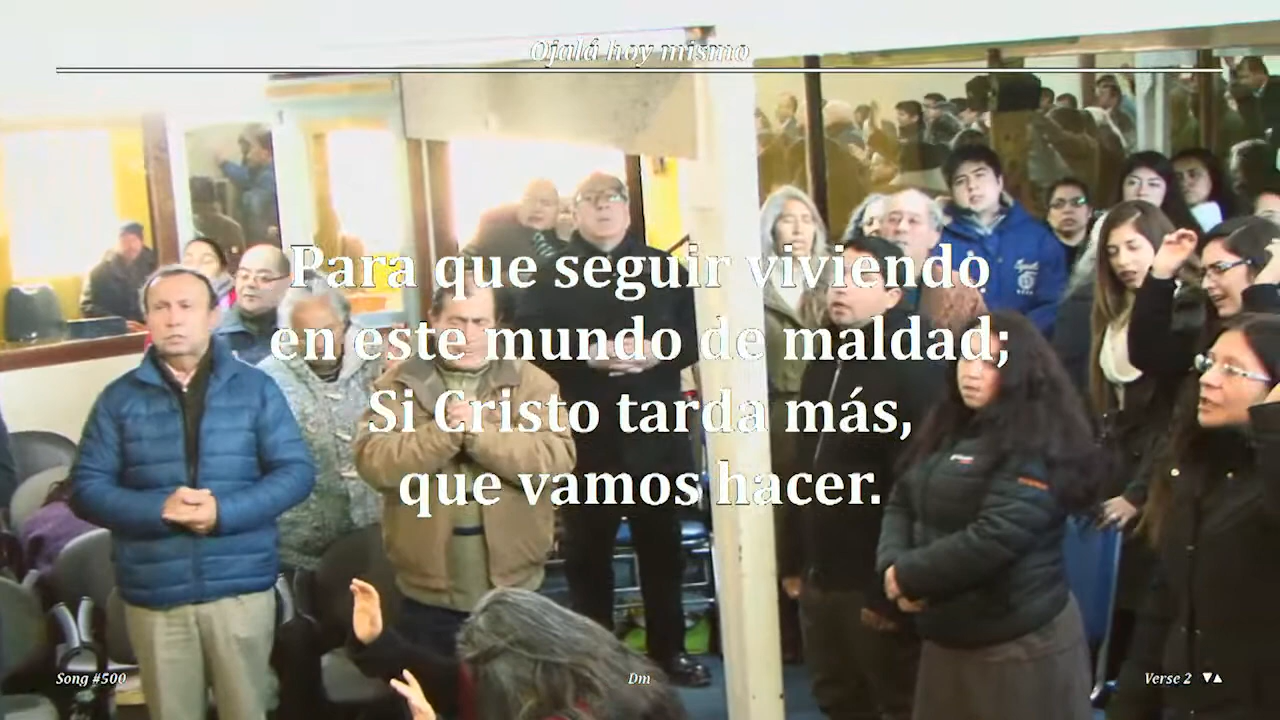 Ojalá hoy mismo
Para que seguir viviendo
en este mundo de maldad;
Si Cristo tarda más,
que vamos hacer.
Song #500
Dm
Verse 2 ▼▲